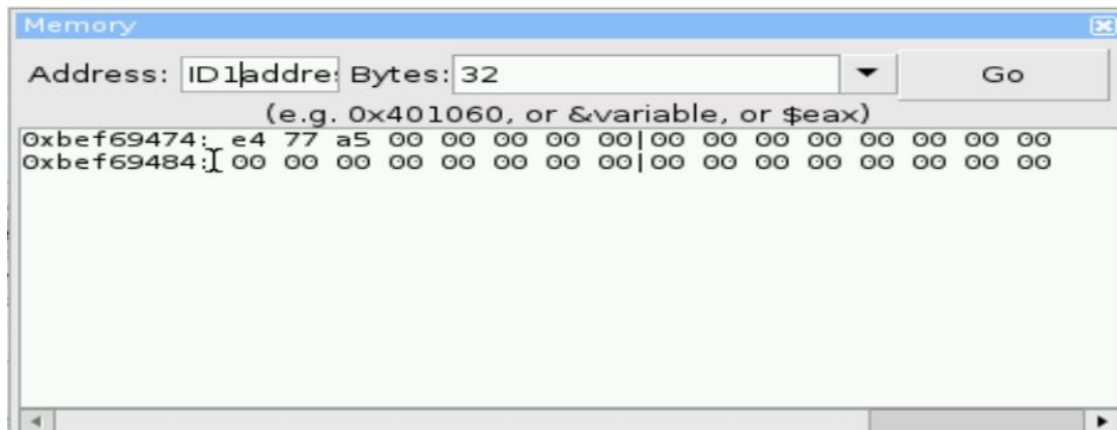 Memory
Address: ID1addre Bytes: 32 Go
(e.g. 0x401060, or &variable, or $eax)
0xbef69474: e4 77 a5 00 00 00 00 00|00 00 00 00 00 00 00 00
0xbef69484: 00 00 00 00 00 00 00 00|00 00 00 00 00 00 00 00